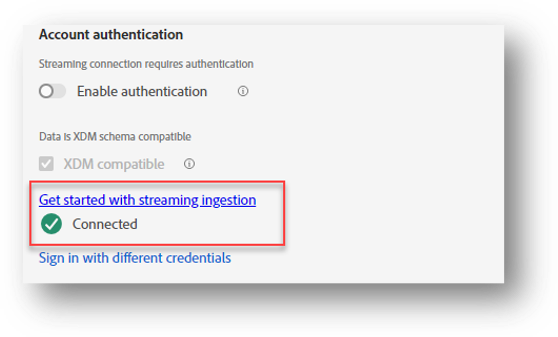 Account authentication
Streaming connection requires authentication
Enable authentication
Data is XDM schema compatible
XDM compatible
Get started with streaming ingestion
Connected
Sign in with different credentials